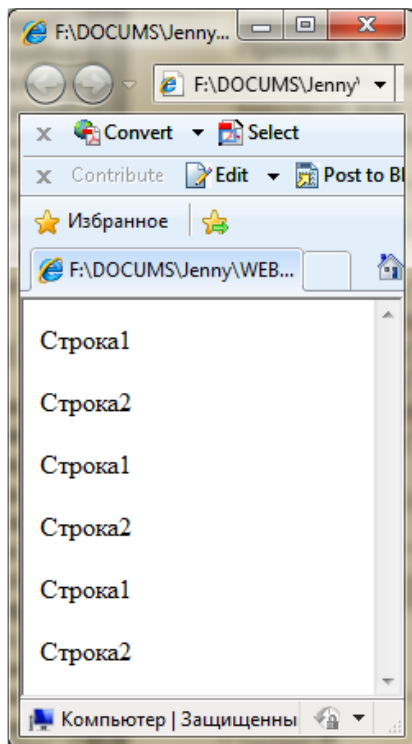 F:\DOCUMS\Jenny...
F:\DOCUMS\Jenny\
x Convert Select
x Contribute Edit Post to Bl
Избранное
F:\DOCUMS\Jenny\WEB...
Строка1
Строка2
Строка1
Строка2
Строка1
Строка2
Компьютер | Защищенны